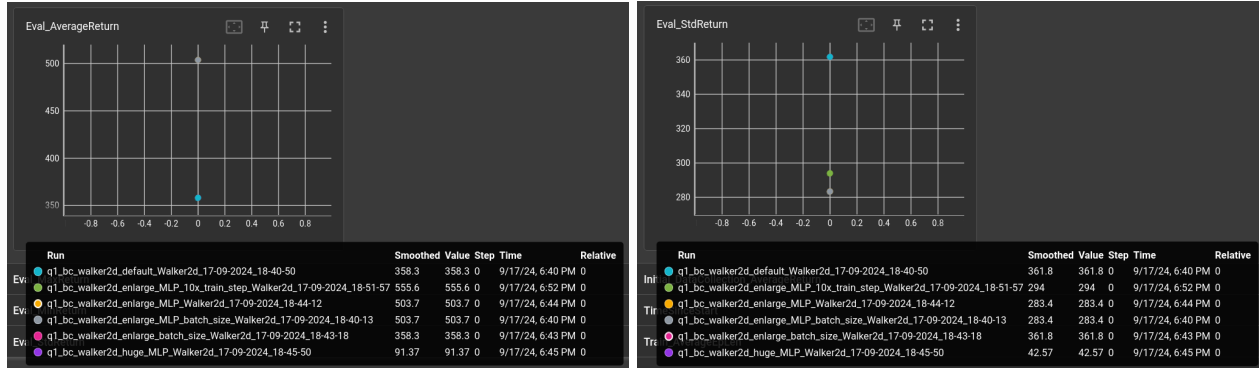 Eval_AverageReturn
500
450
400
350
-0.8 -0.6 -0.4 -0.2 0 0.2 0.4 0.6 0.8
Run Smoothed Value Step Time Relative
q1_bc_walker2d_default_Walker2d_17-09-2024_18-40-50 358.3 358.3 0 9/17/24, 6:40 PM 0
q1_bc_walker2d_enlarge_MLP_10x_train_step_Walker2d_17-09-2024_18-51-57 555.6 555.6 0 9/17/24, 6:52 PM 0
q1_bc_walker2d_enlarge_MLP_Walker2d_17-09-2024_18-44-12 503.7 503.7 0 9/17/24, 6:44 PM 0
q1_bc_walker2d_enlarge_MLP_batch_size_Walker2d_17-09-2024_18-40-13 503.7 503.7 0 9/17/24, 6:40 PM 0
q1_bc_walker2d_enlarge_batch_size_Walker2d_17-09-2024_18-43-18 358.3 358.3 0 9/17/24, 6:43 PM 0
q1_bc_walker2d_huge_MLP_Walker2d_17-09-2024_18-45-50 91.37 91.37 0 9/17/24, 6:45 PM 0
Eval_StdReturn
360
340
320
300
280
-0.8 -0.6 -0.4 -0.2 0 0.2 0.4 0.6 0.8
Run Smoothed Value Step Time Relative
q1_bc_walker2d_default_Walker2d_17-09-2024_18-40-50 361.8 361.8 0 9/17/24, 6:40 PM 0
q1_bc_walker2d_enlarge_MLP_10x_train_step_Walker2d_17-09-2024_18-51-57 294 294 0 9/17/24, 6:52 PM 0
q1_bc_walker2d_enlarge_MLP_Walker2d_17-09-2024_18-44-12 283.4 283.4 0 9/17/24, 6:44 PM 0
q1_bc_walker2d_enlarge_MLP_batch_size_Walker2d_17-09-2024_18-40-13 283.4 283.4 0 9/17/24, 6:40 PM 0
q1_bc_walker2d_enlarge_batch_size_Walker2d_17-09-2024_18-43-18 361.8 361.8 0 9/17/24, 6:43 PM 0
q1_bc_walker2d_huge_MLP_Walker2d_17-09-2024_18-45-50 42.57 42.57 0 9/17/24, 6:45 PM 0